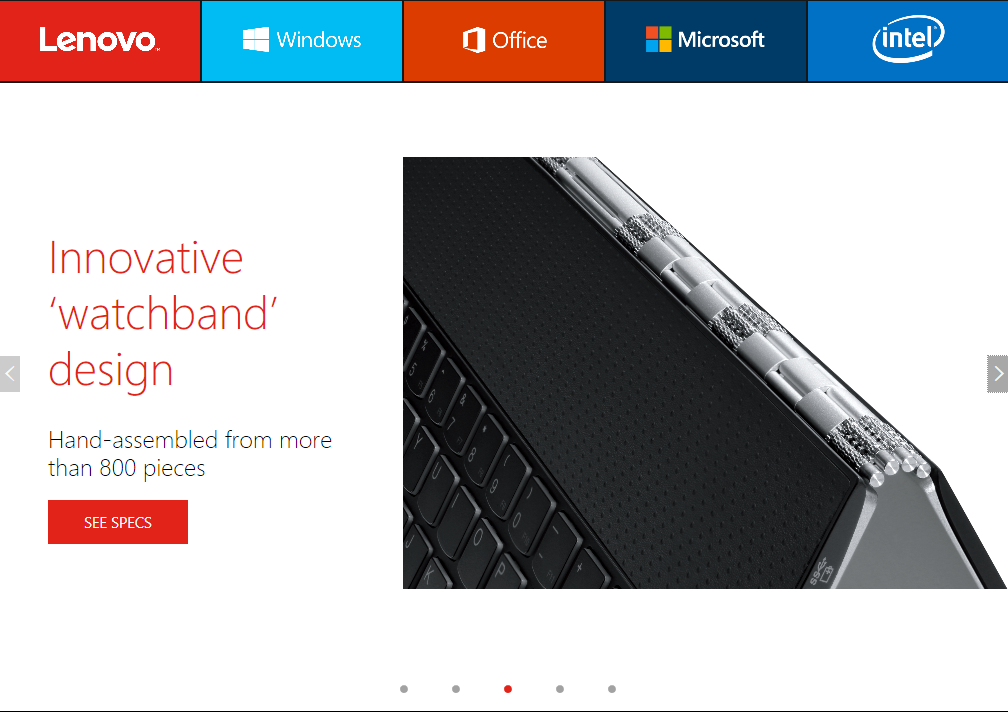 Lenovo
Windows
Office
Microsoft
intel
Innovative
‘watchband’
design
Hand-assembled from more
than 800 pieces
SEE SPECS